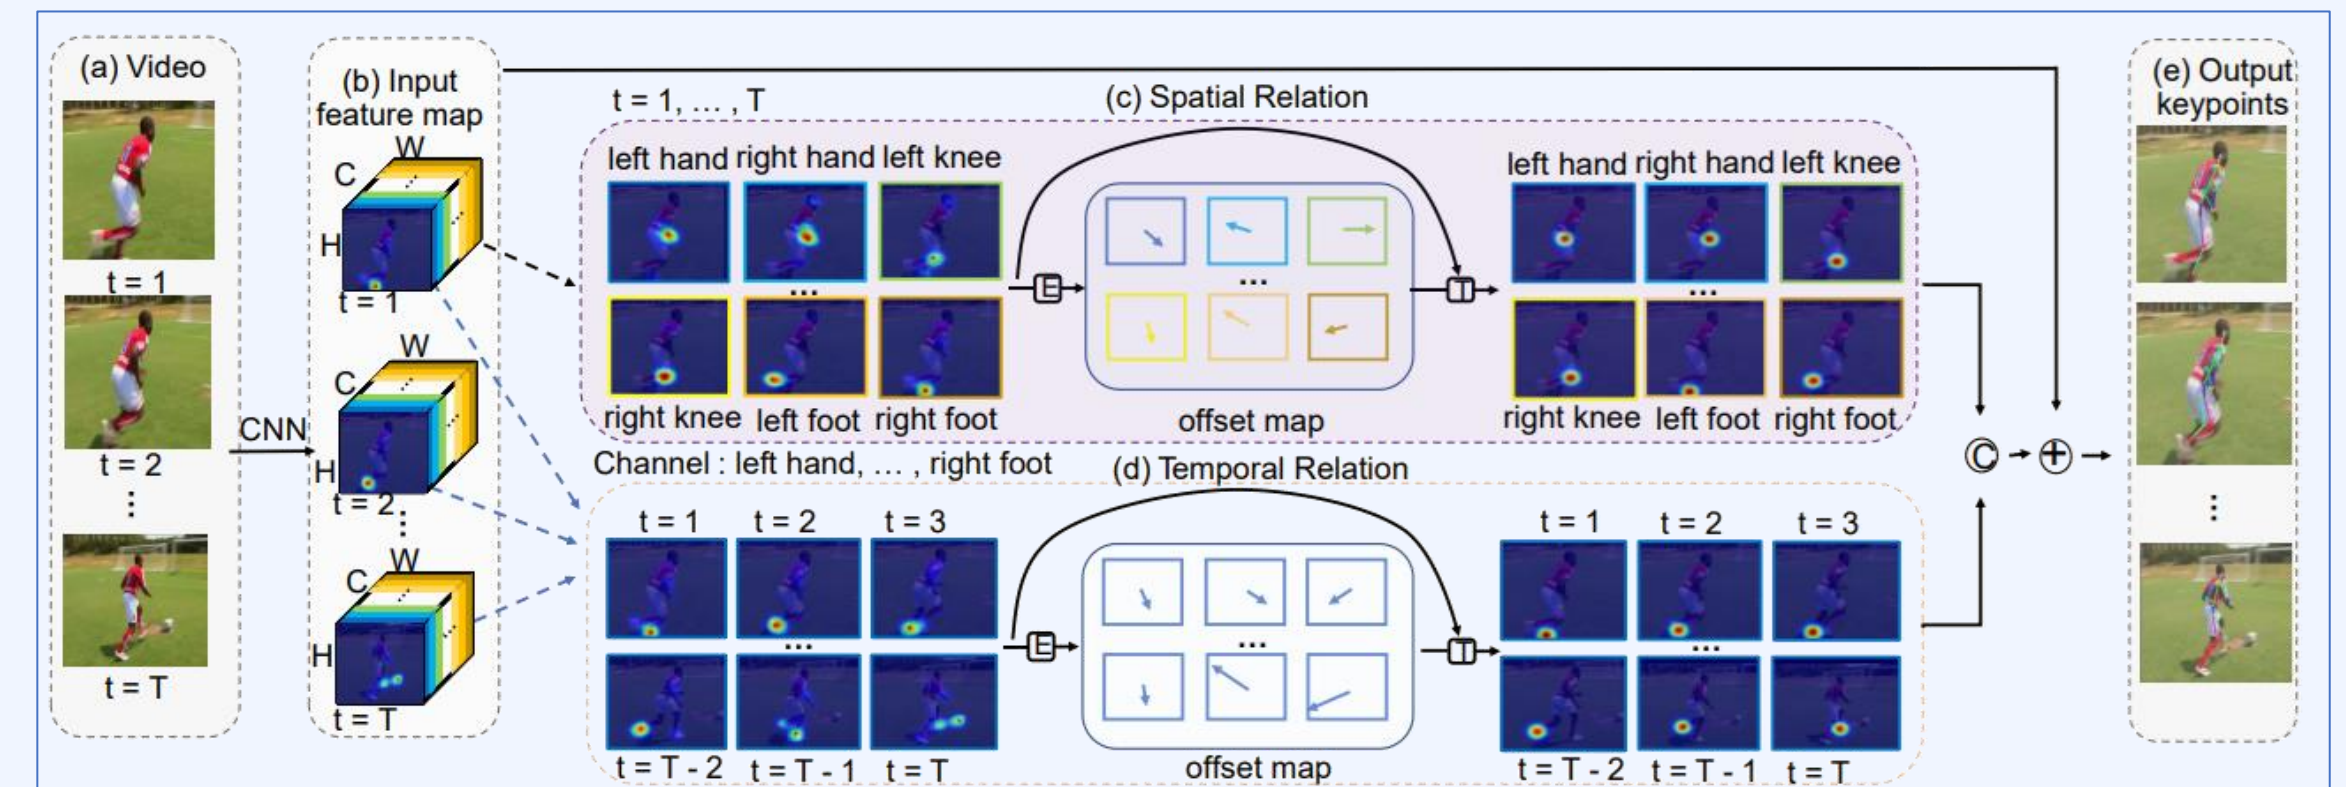 (a) Video
t = 1
t = 2
⋮
t = T
CNN
(b) Input
feature map
W
C
H
t = 1
W
C
H
t = 2
⋮
W
C
H
t = T
t = 1, … , T
(c) Spatial Relation
left hand right hand left knee
...
right knee left foot right foot
E
...
offset map
T
left hand right hand left knee
...
right knee left foot right foot
Channel : left hand, … , right foot
(d) Temporal Relation
t = 1 t = 2 t = 3
...
t = T - 2 t = T - 1 t = T
E
...
offset map
T
t = 1 t = 2 t = 3
...
t = T - 2 t = T - 1 t = T
C
+
(e) Output
keypoints
⋮